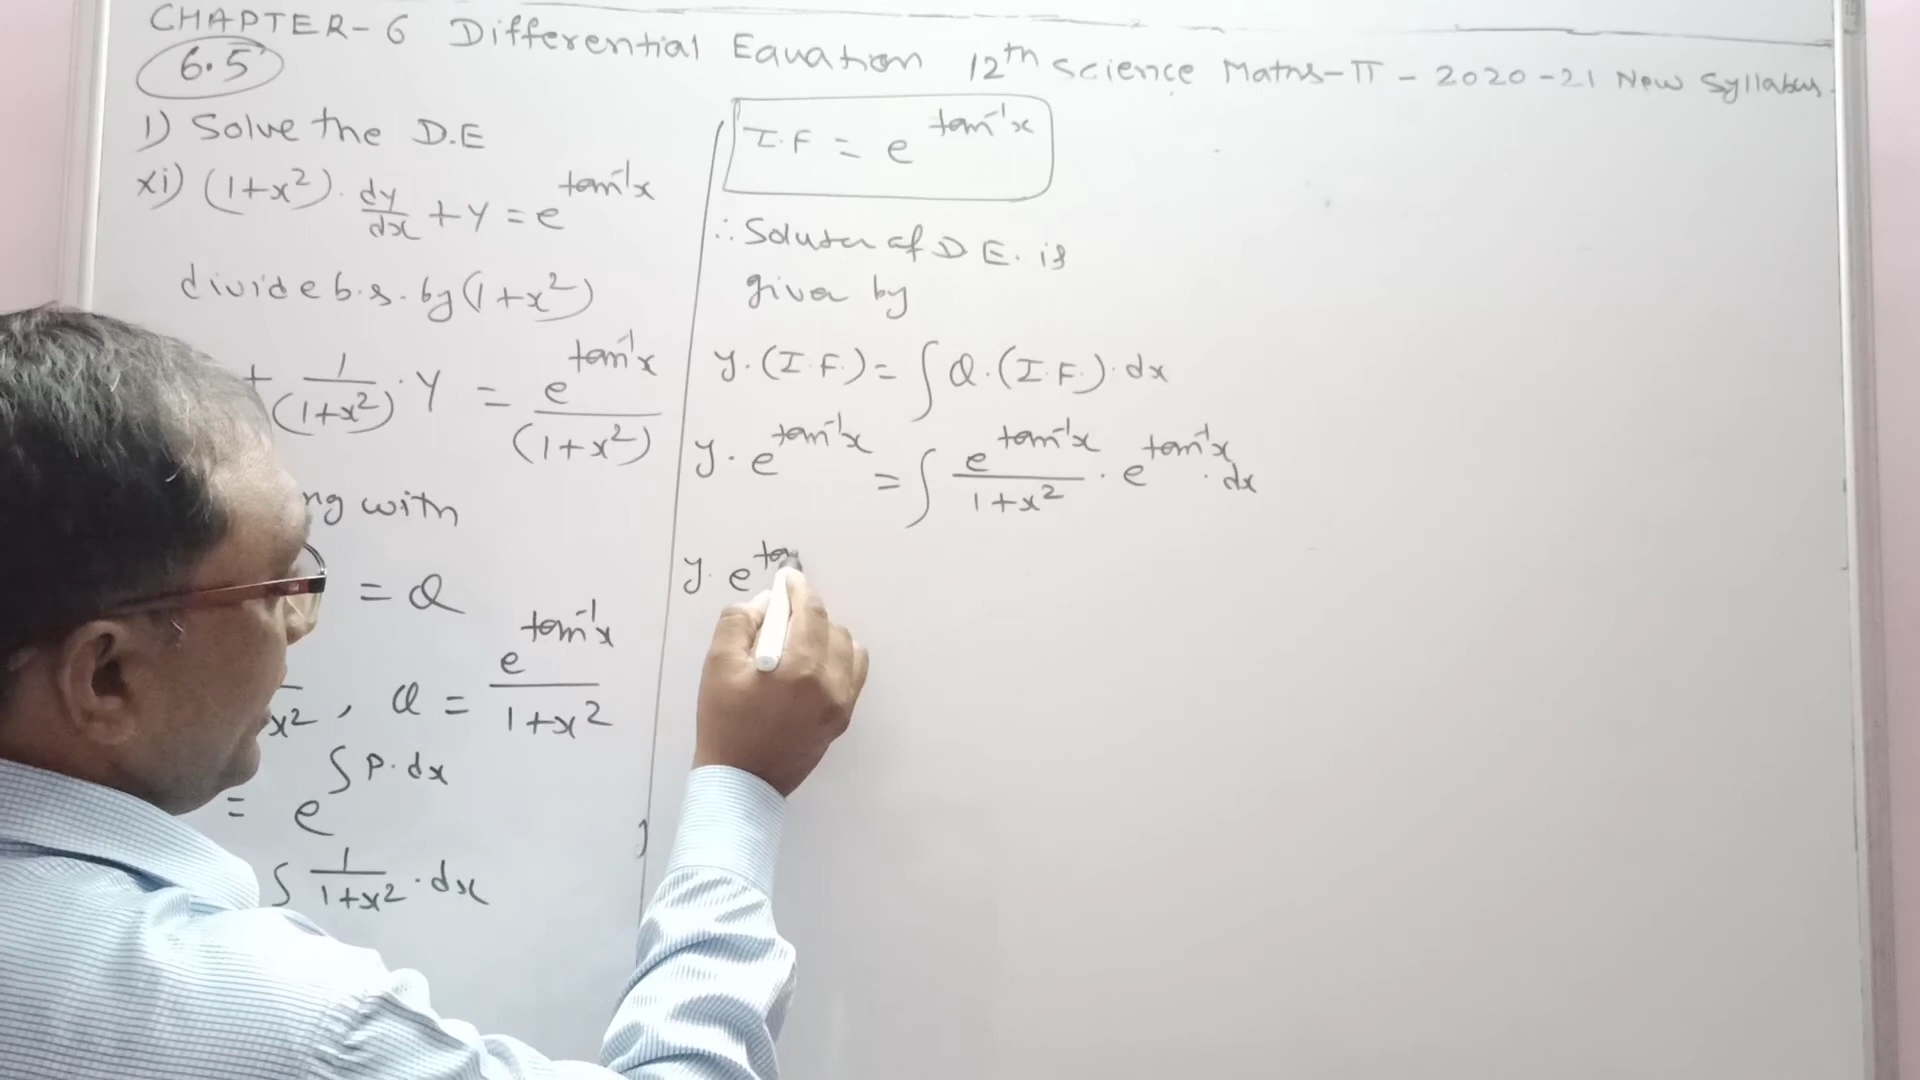 CHAPTER-6 Differential Equation 12th Science Maths-II - 2020-21 New Syllabus.
6.5
1) Solve the D.E
xi) (1+x²). dy/dx + y = e^tan⁻¹x
divide b.s. by (1+x²)
+ 1/(1+x²) . y = e^tan⁻¹x/(1+x²)
ng with
= Q
x², Q = e^tan⁻¹x/1+x²
= e^∫P.dx
∫ 1/1+x² . dx
I.F = e^tan⁻¹x
∴ Soluton of D.E. is
given by
y.(I.F.) = ∫Q.(I.F.).dx
y. e^tan⁻¹x = ∫ e^tan⁻¹x/1+x² . e^tan⁻¹x . dx
y. e^ta